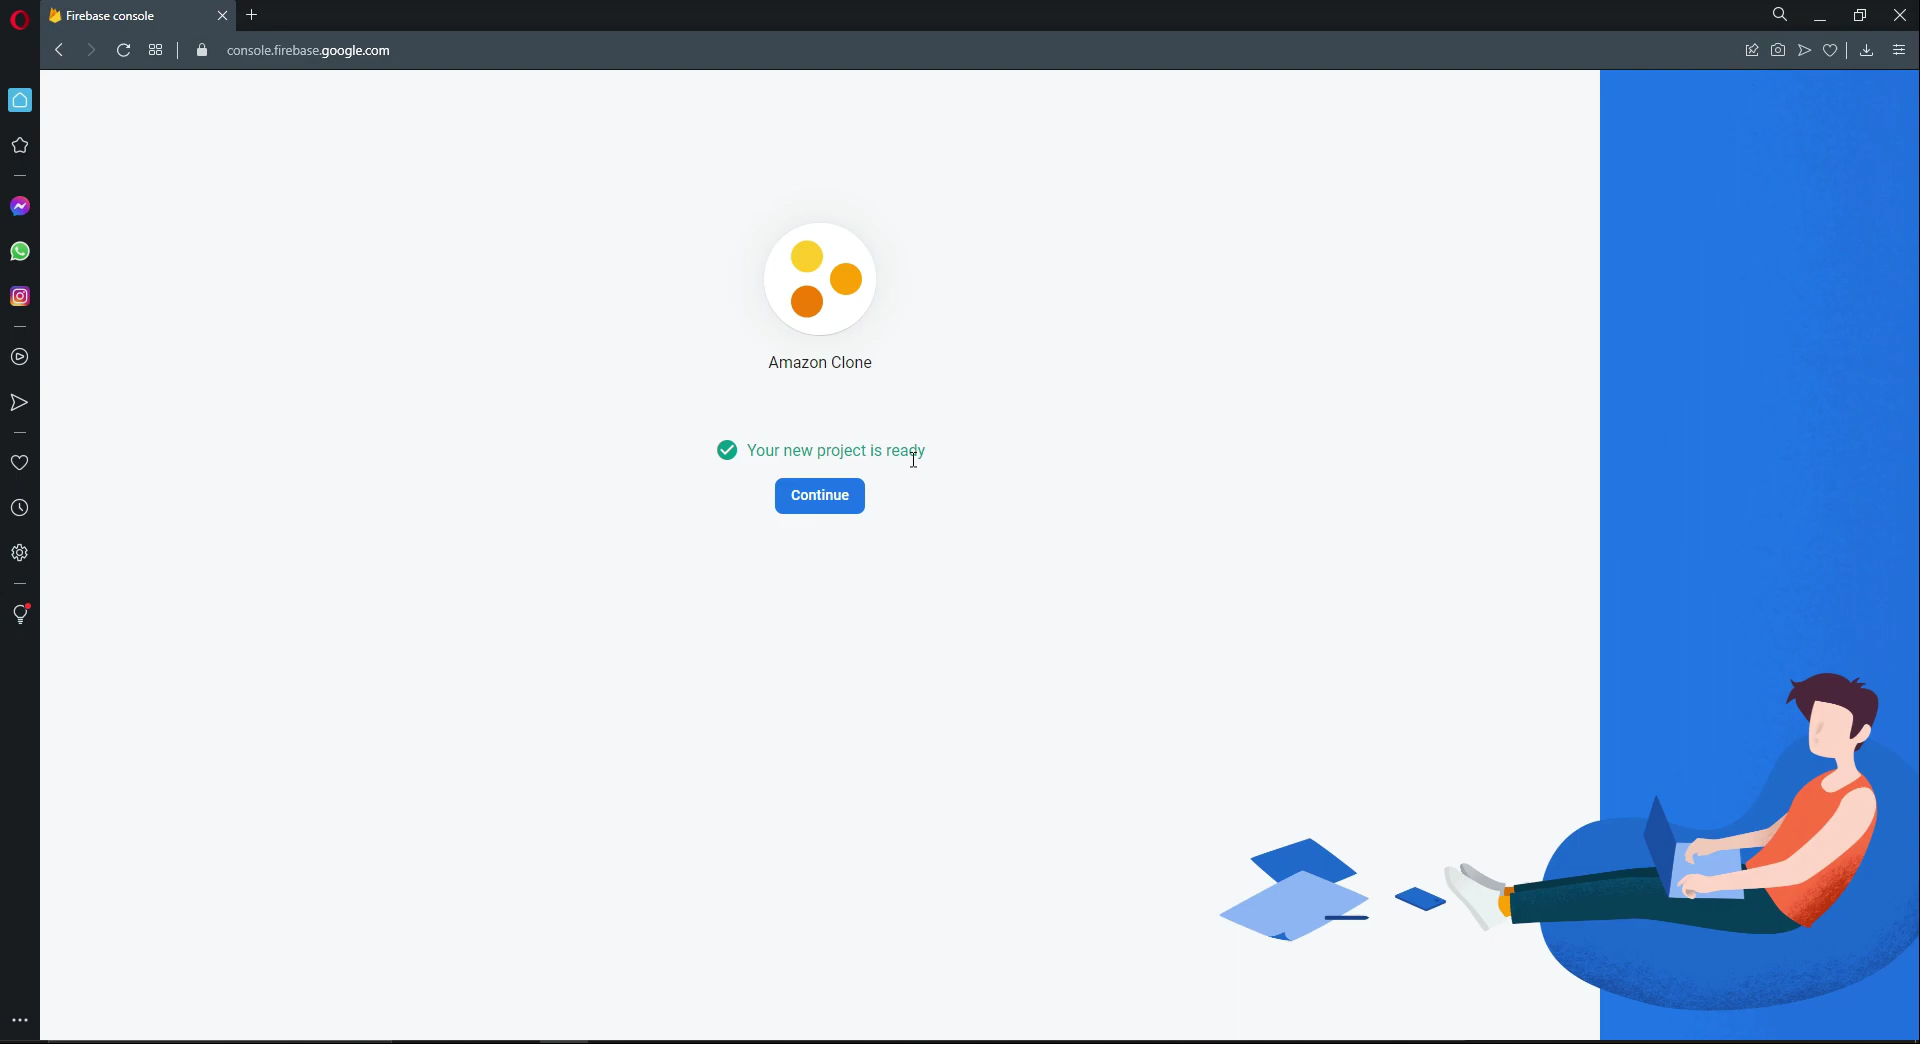 Firebase console
console.firebase.google.com
Amazon Clone
Your new project is ready
Continue